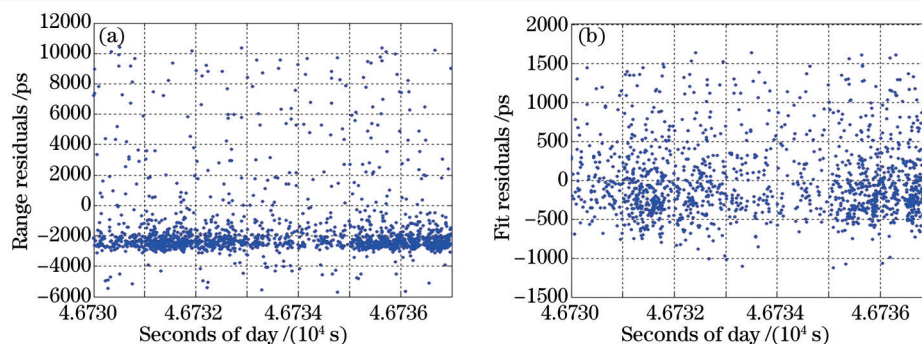 (a)
Range residuals /ps
12000
10000
8000
6000
4000
2000
0
−2000
−4000
−6000
4.6730 4.6732 4.6734 4.6736
Seconds of day /(10⁴ s)
(b)
Fit residuals /ps
2000
1500
1000
500
0
−500
−1000
−1500
4.6730 4.6732 4.6734 4.6736
Seconds of day /(10⁴ s)